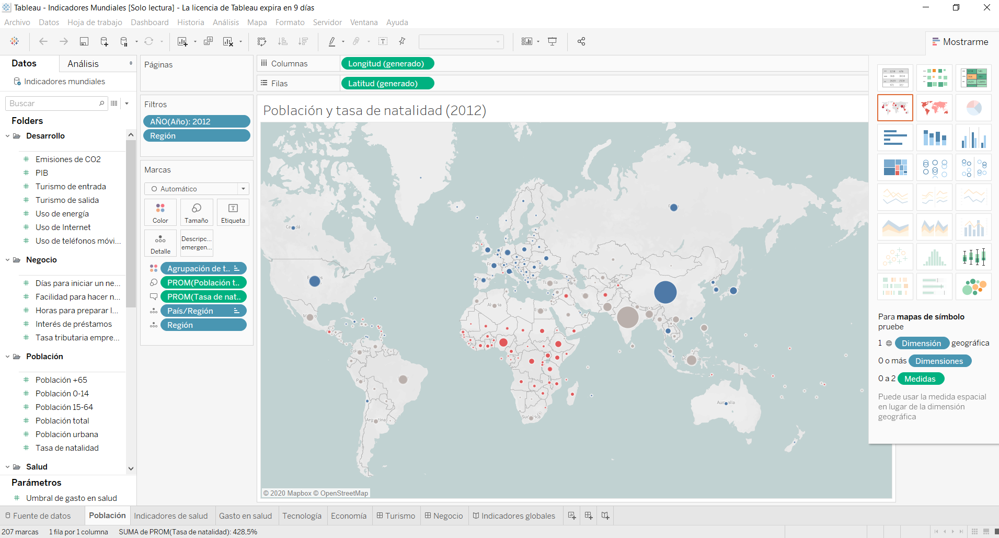 Tableau - Indicadores Mundiales [Solo lectura] - La licencia de Tableau expira en 9 días
Archivo Datos Hoja de trabajo Dashboard Historia Análisis Mapa Formato Servidor Ventana Ayuda
Mostrarme
Datos Análisis
Indicadores mundiales
Buscar
Folders
Desarrollo
Emisiones de CO2
PIB
Turismo de entrada
Turismo de salida
Uso de energía
Uso de Internet
Uso de teléfonos móvi...
Negocio
Días para iniciar un ne...
Facilidad para hacer n...
Horas para preparar l...
Interés de préstamos
Tasa tributaria empre...
Población
Población +65
Población 0-14
Población 15-64
Población total
Población urbana
Tasa de natalidad
Salud
Parámetros
Umbral de gasto en salud
Páginas
Filtros
AÑO(Año): 2012
Región
Marcas
Automático
Color Tamaño Etiqueta
Detalle Descripc... emergen...
Agrupación de t..
PROM(Población t..
PROM(Tasa de nat..
País/Región
Región
Columnas Longitud (generado)
Filas Latitud (generado)
Población y tasa de natalidad (2012)
© 2020 Mapbox © OpenStreetMap
Para mapas de símbolo
pruebe
1 Dimensión geográfica
0 o más Dimensiones
0 a 2 Medidas
Puede usar la medida espacial
en lugar de la dimensión
geográfica
Fuente de datos Población Indicadores de salud Gasto en salud Tecnología Economía Turismo Negocio Indicadores globales
207 marcas 1 fila por 1 columna SUMA de PROM(Tasa de natalidad): 428,5%